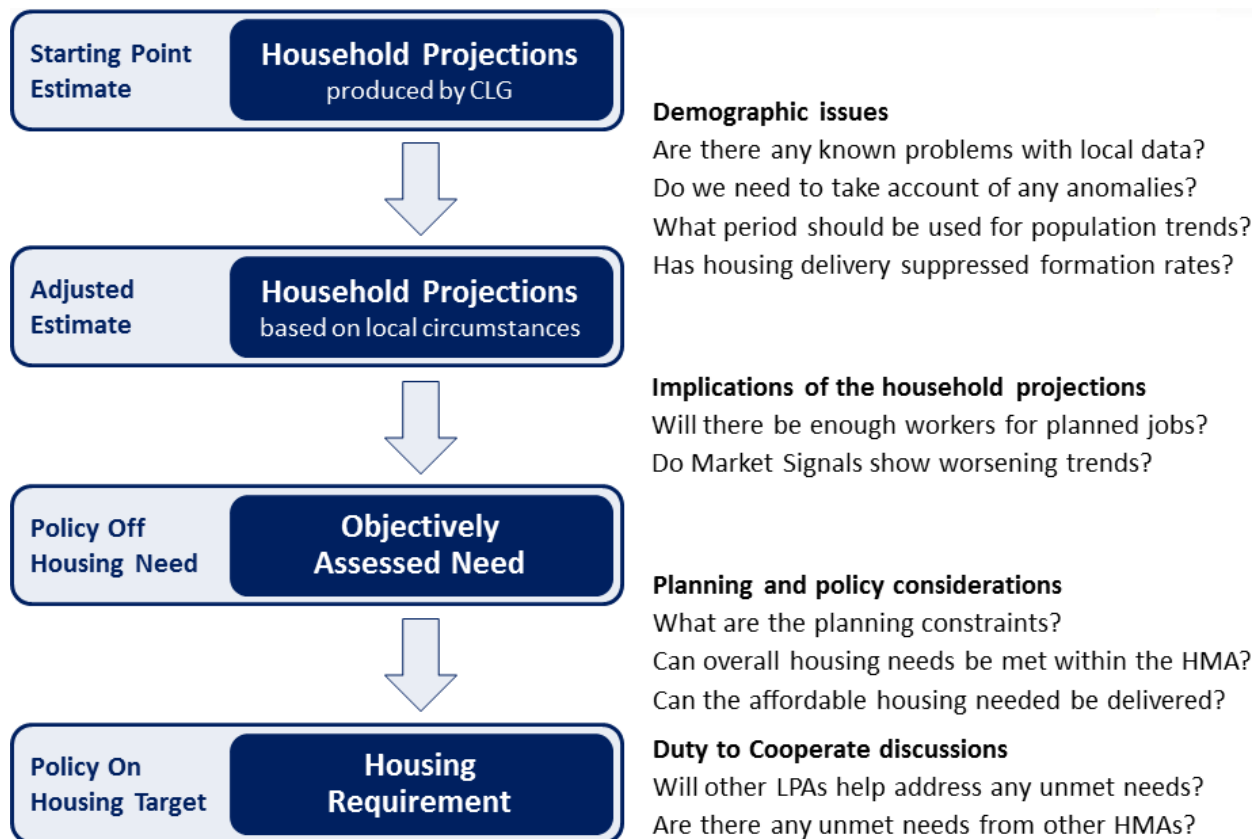 Starting Point
Estimate
Household Projections
produced by CLG
Demographic issues
Are there any known problems with local data?
Do we need to take account of any anomalies?
What period should be used for population trends?
Has housing delivery suppressed formation rates?
Adjusted
Estimate
Household Projections
based on local circumstances
Implications of the household projections
Will there be enough workers for planned jobs?
Do Market Signals show worsening trends?
Policy Off
Housing Need
Objectively
Assessed Need
Planning and policy considerations
What are the planning constraints?
Can overall housing needs be met within the HMA?
Can the affordable housing needed be delivered?
Policy On
Housing Target
Housing
Requirement
Duty to Cooperate discussions
Will other LPAs help address any unmet needs?
Are there any unmet needs from other HMAs?